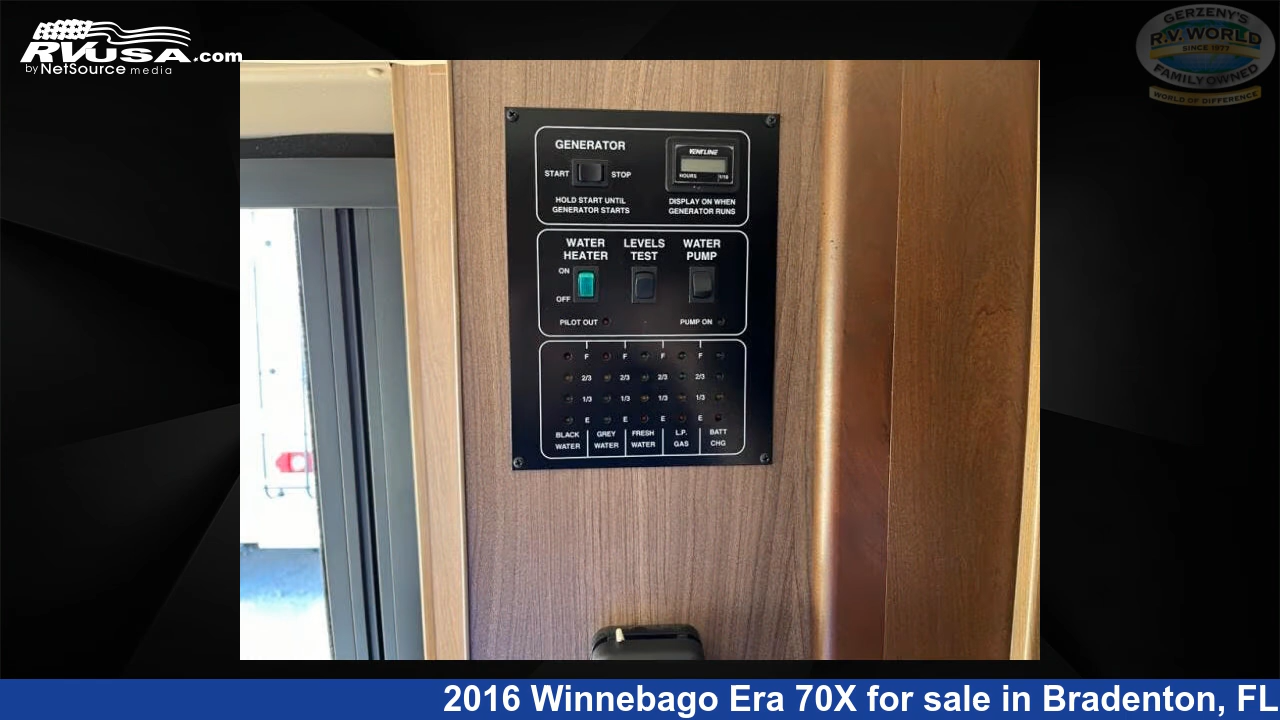 RVUSA.com
by NetSource media
GERZENY'S
R.V. WORLD
SINCE 1977
FAMILY OWNED
WORLD OF DIFFERENCE
GENERATOR
START STOP
HOLD START UNTIL
GENERATOR STARTS
VENTLINE
HOURS 1/10
DISPLAY ON WHEN
GENERATOR RUNS
WATER
HEATER
LEVELS
TEST
WATER
PUMP
ON
OFF
PILOT OUT
PUMP ON
F F F F
2/3 2/3 2/3 2/3
1/3 1/3 1/3 1/3
E E E E
BLACK
WATER
GREY
WATER
FRESH
WATER
L.P.
GAS
BATT
CHG
2016 Winnebago Era 70X for sale in Bradenton, FL